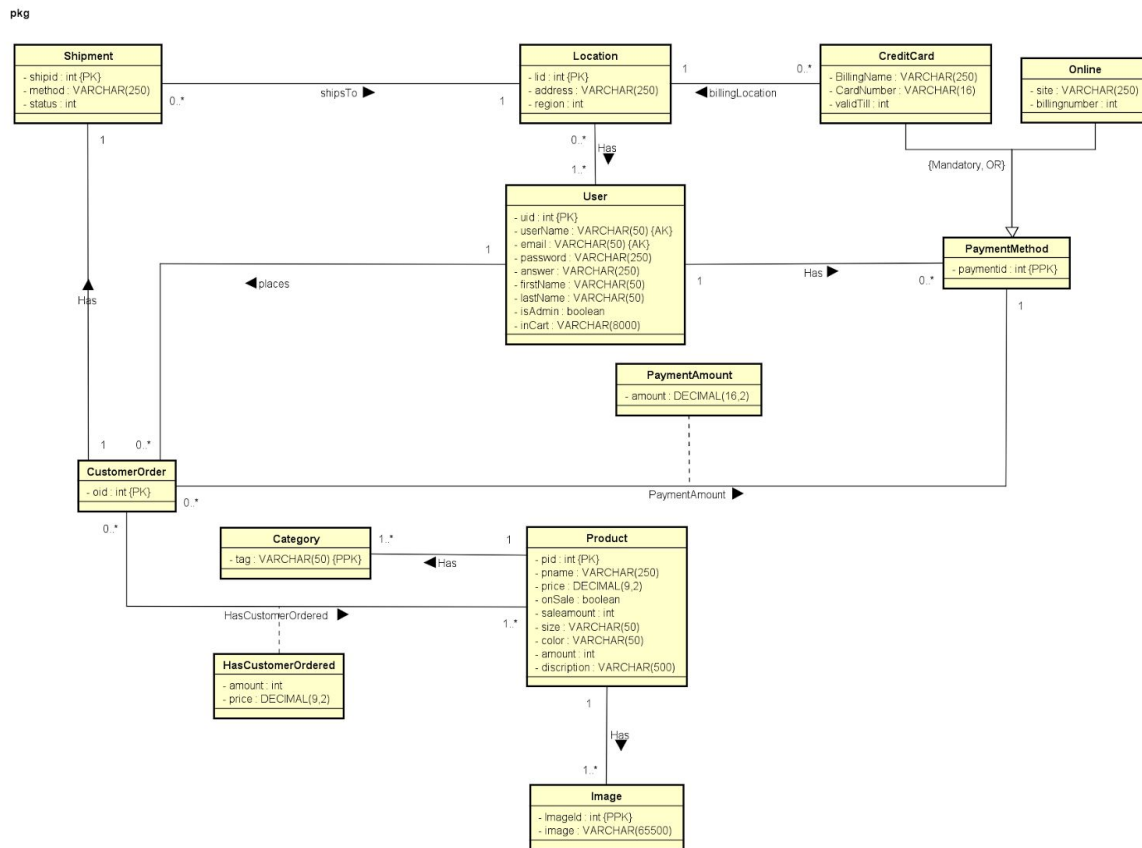 pkg
Shipment
- shipid : int {PK}
- method : VARCHAR(250)
- status : int
0..*
shipsTo
1
Location
- lid : int {PK}
- address : VARCHAR(250)
- region : int
1
0..*
billingLocation
CreditCard
- BillingName : VARCHAR(250)
- CardNumber : VARCHAR(16)
- validTill : int
Online
- site : VARCHAR(250)
- billingnumber : int
{Mandatory, OR}
1
0..*
Has
1..*
User
- uid : int {PK}
- userName : VARCHAR(50) {AK}
- email : VARCHAR(50) {AK}
- password : VARCHAR(250)
- answer : VARCHAR(250)
- firstName : VARCHAR(50)
- lastName : VARCHAR(50)
- isAdmin : boolean
- inCart : VARCHAR(8000)
1
places
1
Has
0..*
PaymentMethod
- paymentid : int {PPK}
1
Has
PaymentAmount
- amount : DECIMAL(16,2)
1
0..*
CustomerOrder
- oid : int {PK}
0..*
PaymentAmount
0..*
Category
- tag : VARCHAR(50) {PPK}
1..*
1
Has
Product
- pid : int {PK}
- pname : VARCHAR(250)
- price : DECIMAL(9,2)
- onSale : boolean
- saleamount : int
- size : VARCHAR(50)
- color : VARCHAR(50)
- amount : int
- discription : VARCHAR(500)
HasCustomerOrdered
1..*
HasCustomerOrdered
- amount : int
- price : DECIMAL(9,2)
1
Has
1..*
Image
- ImageId : int {PPK}
- image : VARCHAR(65500)